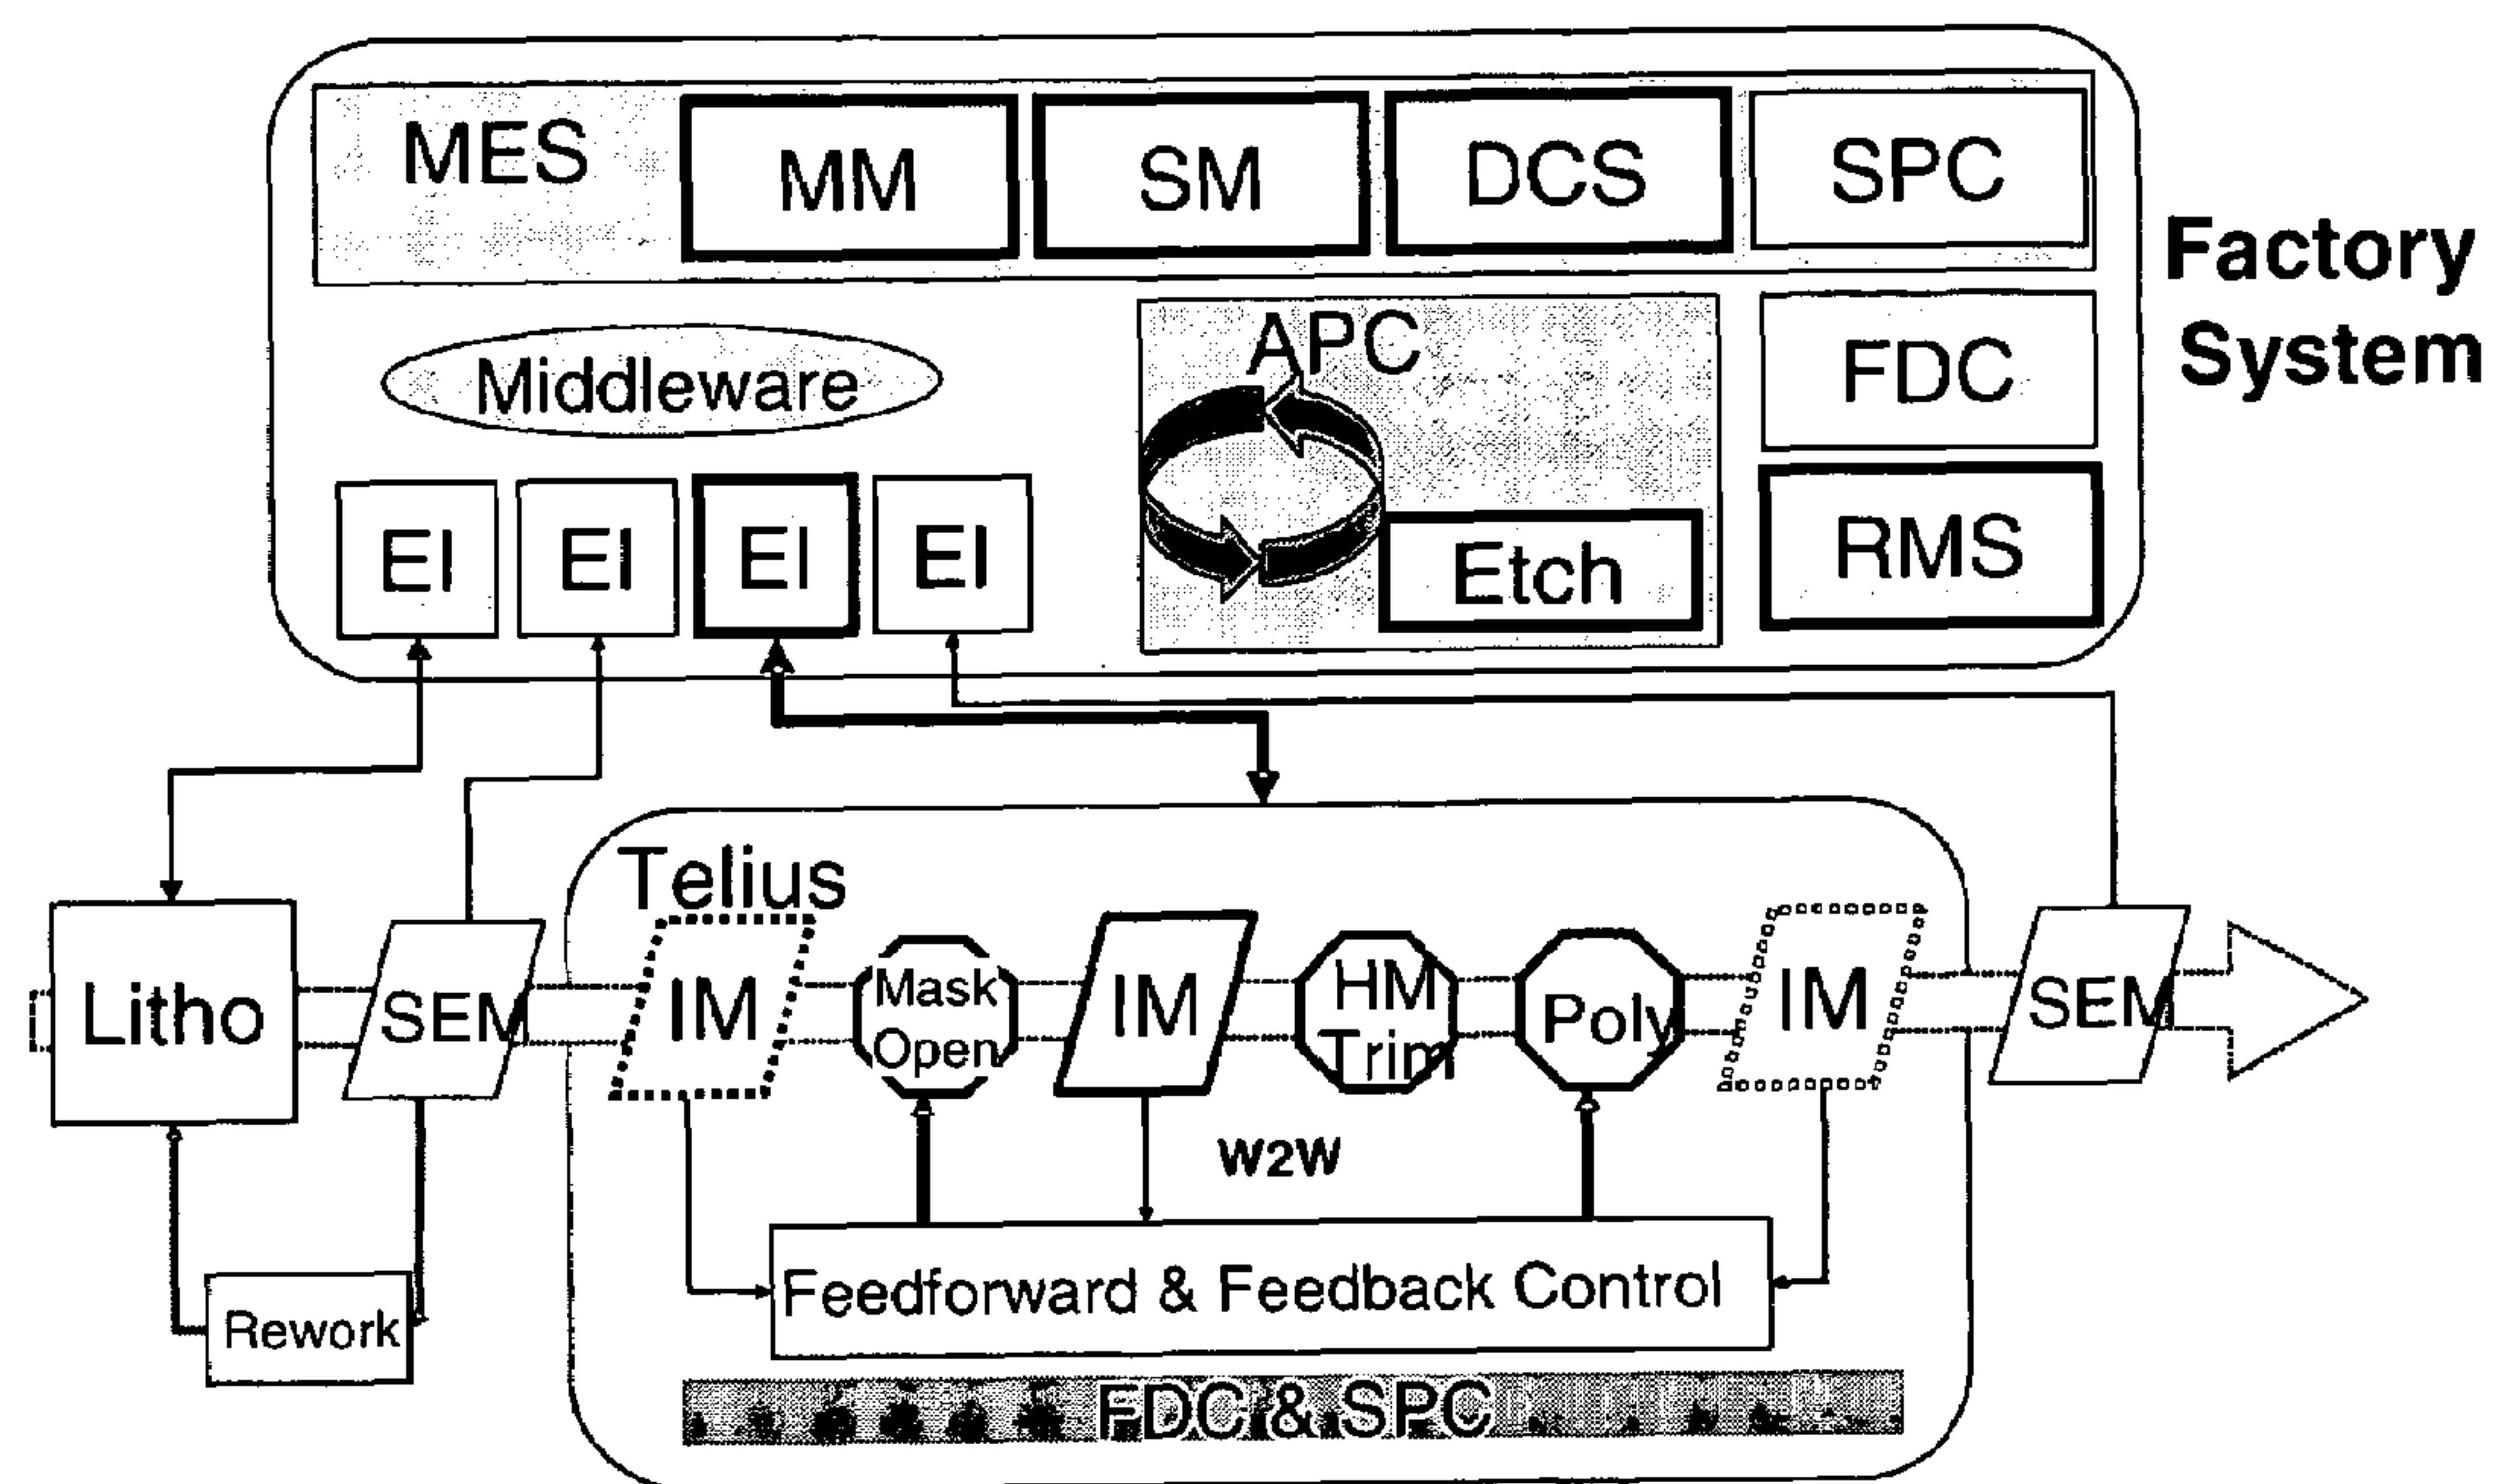 MES
MM
SM
DCS
SPC
Factory
System
Middleware
APC
FDC
EI
EI
EI
EI
Etch
RMS
Telius
Litho
SEM
IM
Mask
Open
IM
HM
Trim
Poly
IM
SEM
W2W
Feedforward & Feedback Control
Rework
FDC & SPC